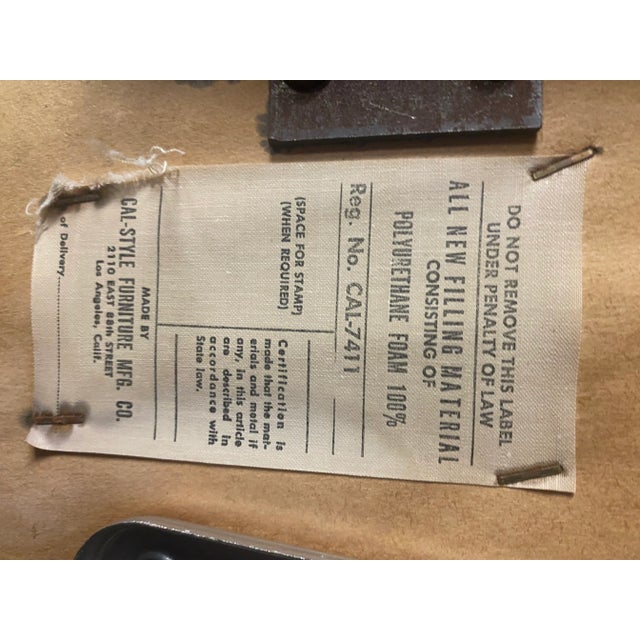 DO NOT REMOVE THIS LABEL
UNDER PENALTY OF LAW
ALL NEW FILLING MATERIAL
CONSISTING OF
POLYURETHANE FOAM 100%
Reg. No. CAL-7411
(SPACE FOR STAMP)
(WHEN REQUIRED)
Certification is
made that the mat-
erials and metal if
any, in this article
are described in
accordance with
State law.
MADE BY
CAL-STYLE FURNITURE MFG. CO.
2110 EAST 88th STREET
Los Angeles, Calif.
of Delivery